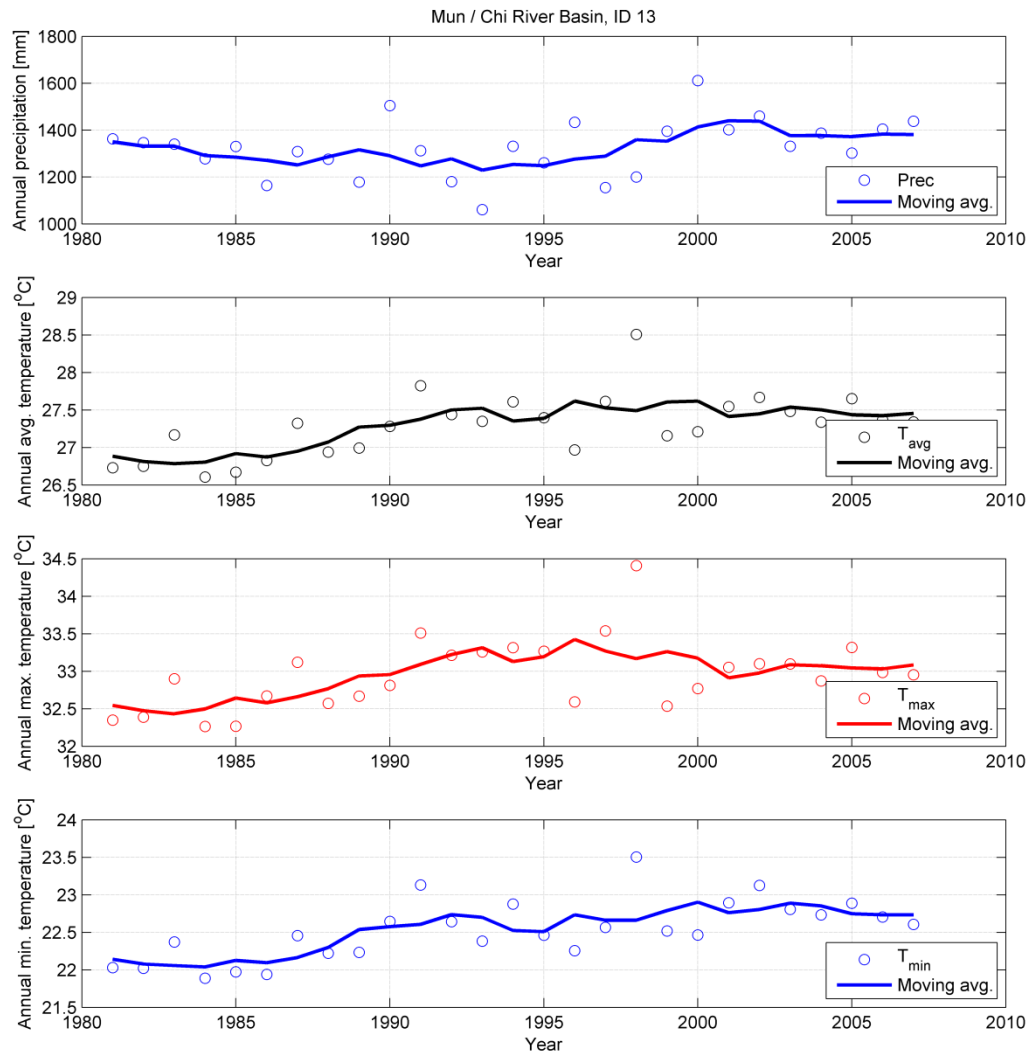 Mun / Chi River Basin, ID 13
Annual precipitation [mm]
1800
1600
1400
1200
1000
Prec
Moving avg.
1980 1985 1990 1995 2000 2005 2010
Year
Annual avg. temperature [°C]
29
28.5
28
27.5
27
26.5
T_avg
Moving avg.
1980 1985 1990 1995 2000 2005 2010
Year
Annual max. temperature [°C]
34.5
34
33.5
33
32.5
32
T_max
Moving avg.
1980 1985 1990 1995 2000 2005 2010
Year
Annual min. temperature [°C]
24
23.5
23
22.5
22
21.5
T_min
Moving avg.
1980 1985 1990 1995 2000 2005 2010
Year